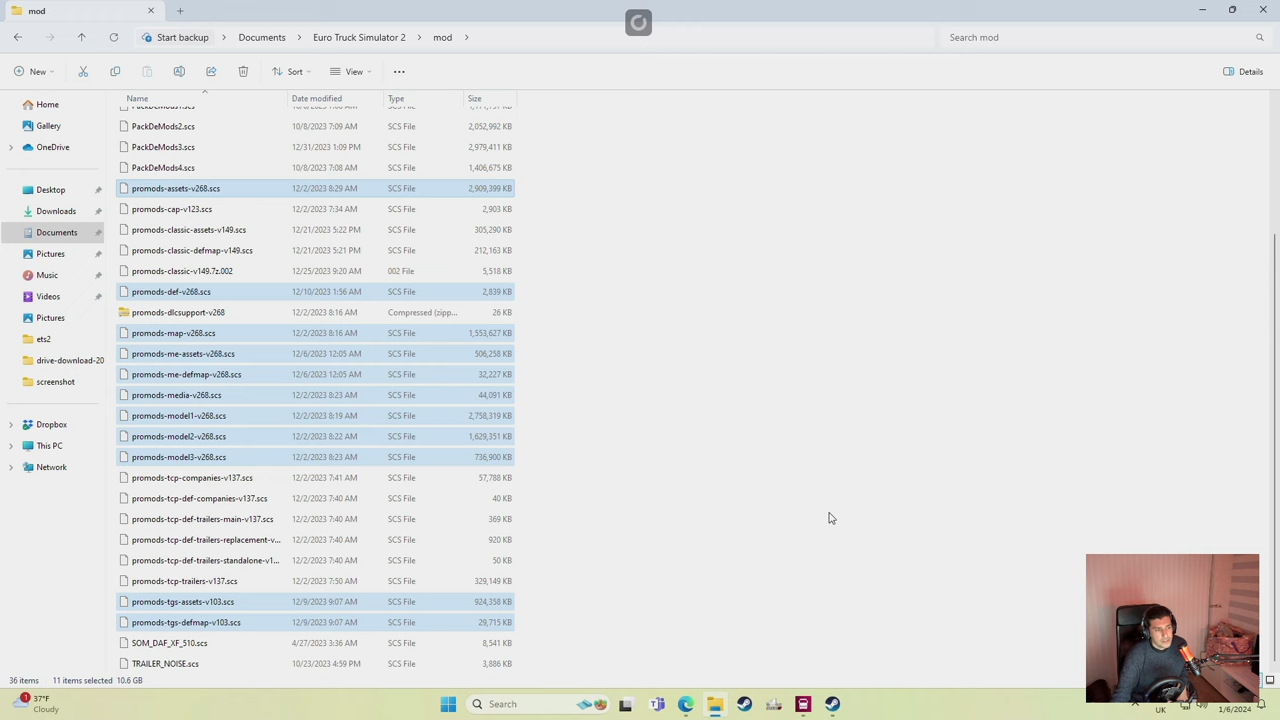 mod
Start backup
Documents
Euro Truck Simulator 2
mod
Search mod
New
Sort
View
Details
Name
Date modified
Type
Size
Home
Gallery
OneDrive
Desktop
Downloads
Documents
Pictures
Music
Videos
Pictures
ets2
drive-download-20
screenshot
Dropbox
This PC
Network
PackDeMods2.scs 10/8/2023 7:09 AM SCS File 2,052,992 KB
PackDeMods3.scs 12/31/2023 1:09 PM SCS File 2,979,411 KB
PackDeMods4.scs 10/8/2023 7:08 AM SCS File 1,406,675 KB
promods-assets-v268.scs 12/2/2023 8:29 AM SCS File 2,909,399 KB
promods-cap-v123.scs 12/2/2023 7:34 AM SCS File 2,903 KB
promods-classic-assets-v149.scs 12/21/2023 5:22 PM SCS File 305,290 KB
promods-classic-defmap-v149.scs 12/21/2023 5:21 PM SCS File 212,163 KB
promods-classic-v149.7z.002 12/25/2023 9:20 AM 002 File 5,518 KB
promods-def-v268.scs 12/10/2023 1:56 AM SCS File 2,839 KB
promods-dlcsupport-v268 12/2/2023 8:16 AM Compressed (zipp... 26 KB
promods-map-v268.scs 12/2/2023 8:16 AM SCS File 1,553,627 KB
promods-me-assets-v268.scs 12/6/2023 12:05 AM SCS File 506,258 KB
promods-me-defmap-v268.scs 12/6/2023 12:05 AM SCS File 32,227 KB
promods-media-v268.scs 12/2/2023 8:23 AM SCS File 44,091 KB
promods-model1-v268.scs 12/2/2023 8:19 AM SCS File 2,758,319 KB
promods-model2-v268.scs 12/2/2023 8:22 AM SCS File 1,629,351 KB
promods-model3-v268.scs 12/2/2023 8:23 AM SCS File 736,900 KB
promods-tcp-companies-v137.scs 12/2/2023 7:41 AM SCS File 57,788 KB
promods-tcp-def-companies-v137.scs 12/2/2023 7:40 AM SCS File 40 KB
promods-tcp-def-trailers-main-v137.scs 12/2/2023 7:40 AM SCS File 369 KB
promods-tcp-def-trailers-replacement-v... 12/2/2023 7:40 AM SCS File 920 KB
promods-tcp-def-trailers-standalone-v1... 12/2/2023 7:40 AM SCS File 50 KB
promods-tcp-trailers-v137.scs 12/2/2023 7:50 AM SCS File 329,149 KB
promods-tgs-assets-v103.scs 12/9/2023 9:07 AM SCS File 924,358 KB
promods-tgs-defmap-v103.scs 12/9/2023 9:07 AM SCS File 29,715 KB
SOM_DAF_XF_510.scs 4/27/2023 3:36 AM SCS File 8,541 KB
TRAILER_NOISE.scs 10/23/2023 4:59 PM SCS File 3,886 KB
36 items 11 items selected 10.6 GB
1
37°F
Cloudy
Search
UK
1/6/2024